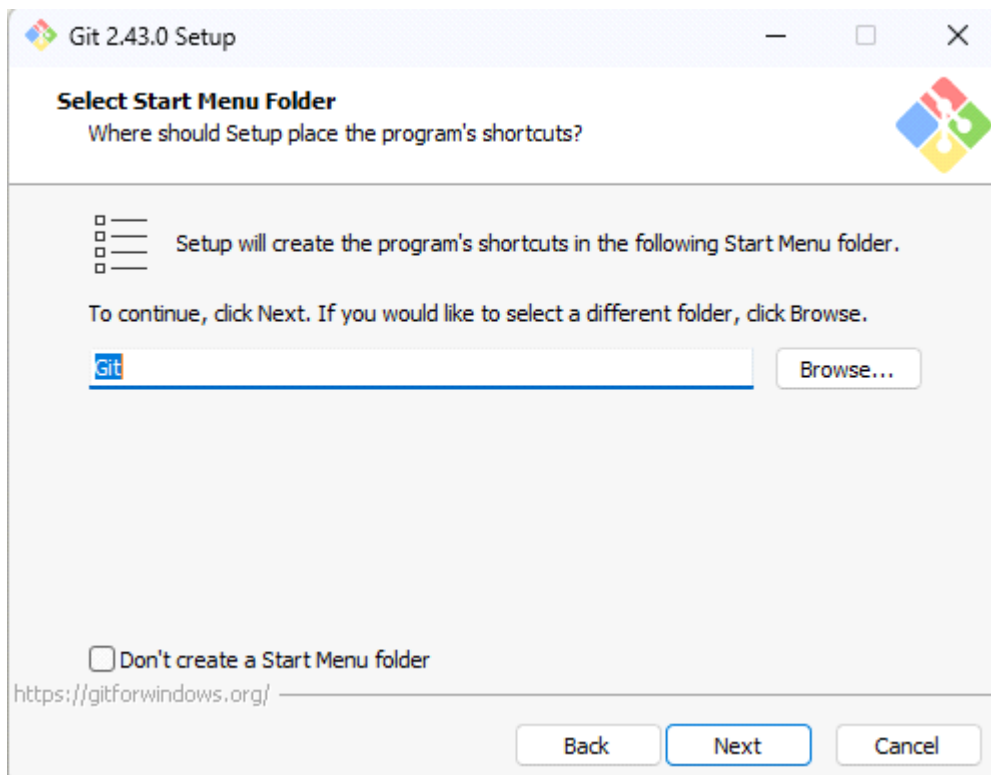 Git 2.43.0 Setup
Select Start Menu Folder
Where should Setup place the program's shortcuts?
Setup will create the program's shortcuts in the following Start Menu folder.
To continue, click Next. If you would like to select a different folder, click Browse.
Git
Browse...
Don't create a Start Menu folder
https://gitforwindows.org/
Back
Next
Cancel